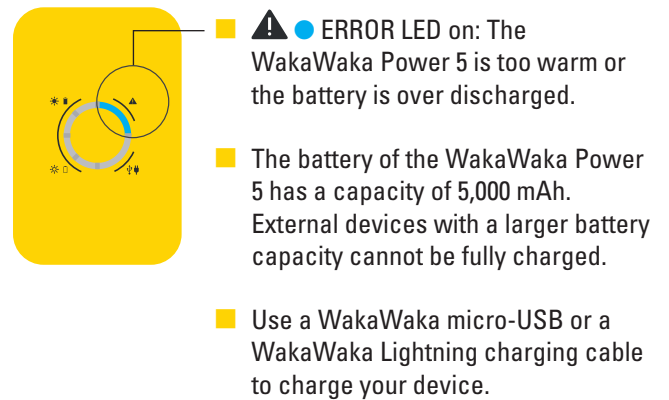 ERROR LED on: The
WakaWaka Power 5 is too warm or
the battery is over discharged.
The battery of the WakaWaka Power
5 has a capacity of 5,000 mAh.
External devices with a larger battery
capacity cannot be fully charged.
Use a WakaWaka micro-USB or a
WakaWaka Lightning charging cable
to charge your device.